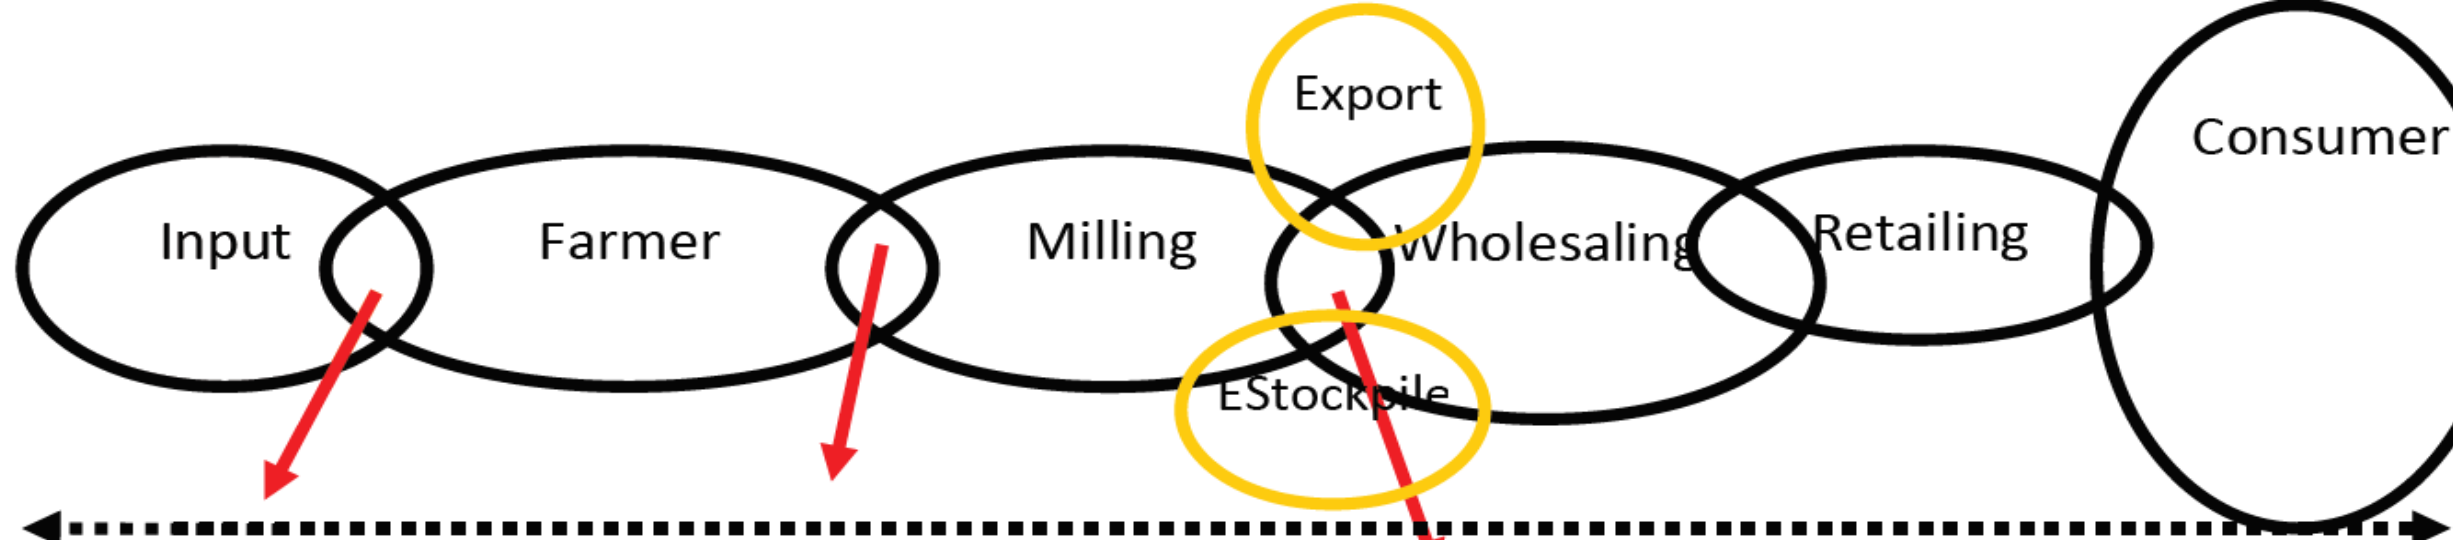 Export
Consumer
Input
Farmer
Milling
Wholesaling
Retailing
EStockpile